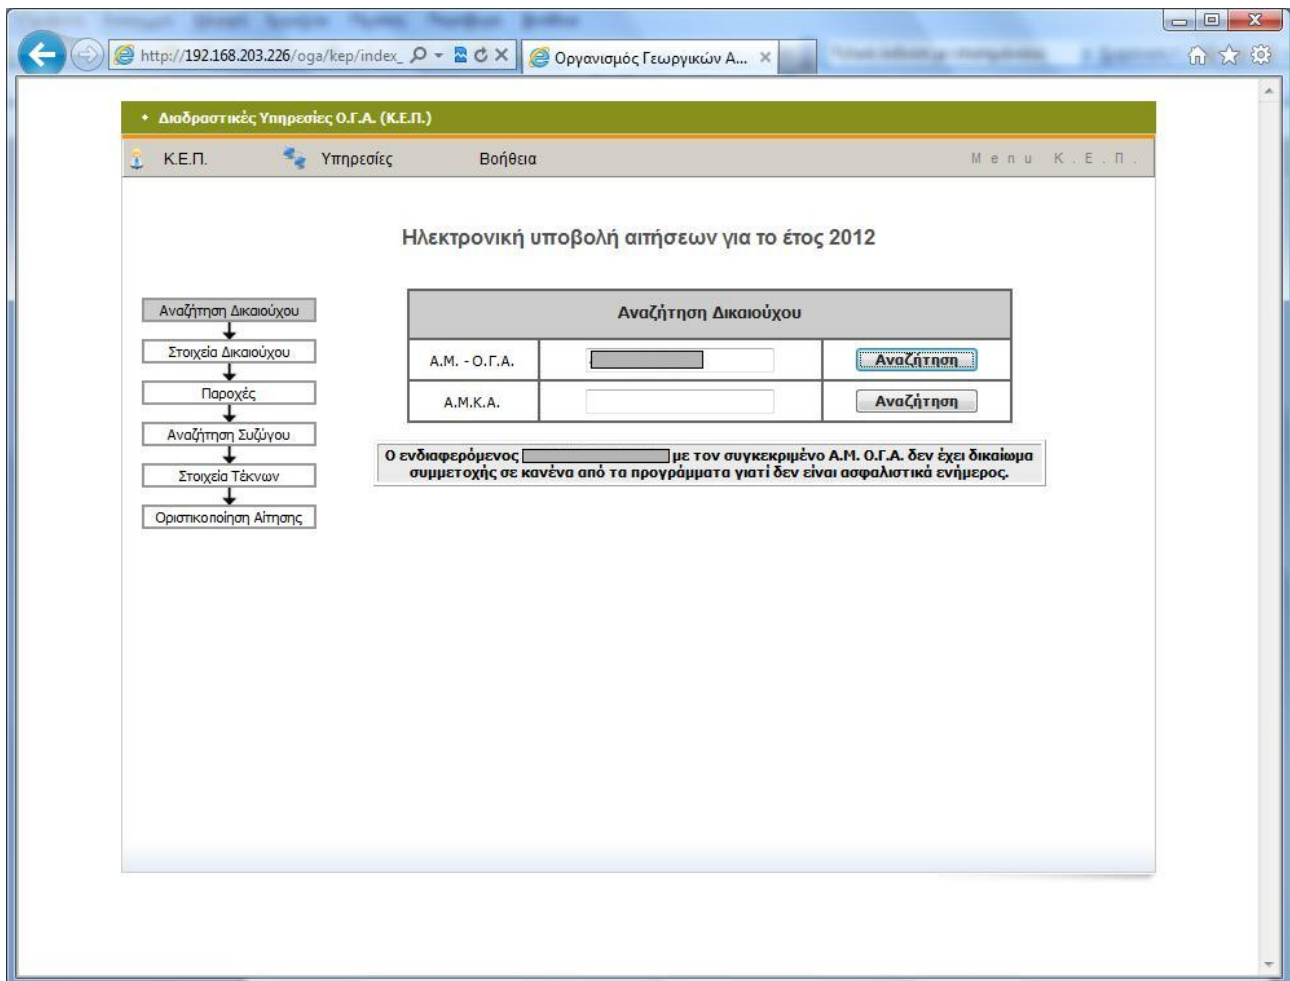 http://192.168.203.226/oga/kep/index_
Οργανισμός Γεωργικών Α...
Διαδραστικές Υπηρεσίες Ο.Γ.Α. (Κ.Ε.Π.)
Κ.Ε.Π. Υπηρεσίες Βοήθεια Menu Κ.Ε.Π.
Ηλεκτρονική υποβολή αιτήσεων για το έτος 2012
Αναζήτηση Δικαιούχου
Στοιχεία Δικαιούχου
Παροχές
Αναζήτηση Συζύγου
Στοιχεία Τέκνων
Οριστικοποίηση Αίτησης
Αναζήτηση Δικαιούχου
Α.Μ. - Ο.Γ.Α. Αναζήτηση
Α.Μ.Κ.Α. Αναζήτηση
Ο ενδιαφερόμενος με τον συγκεκριμένο Α.Μ. Ο.Γ.Α. δεν έχει δικαίωμα
συμμετοχής σε κανένα από τα προγράμματα γιατί δεν είναι ασφαλιστικά ενήμερος.